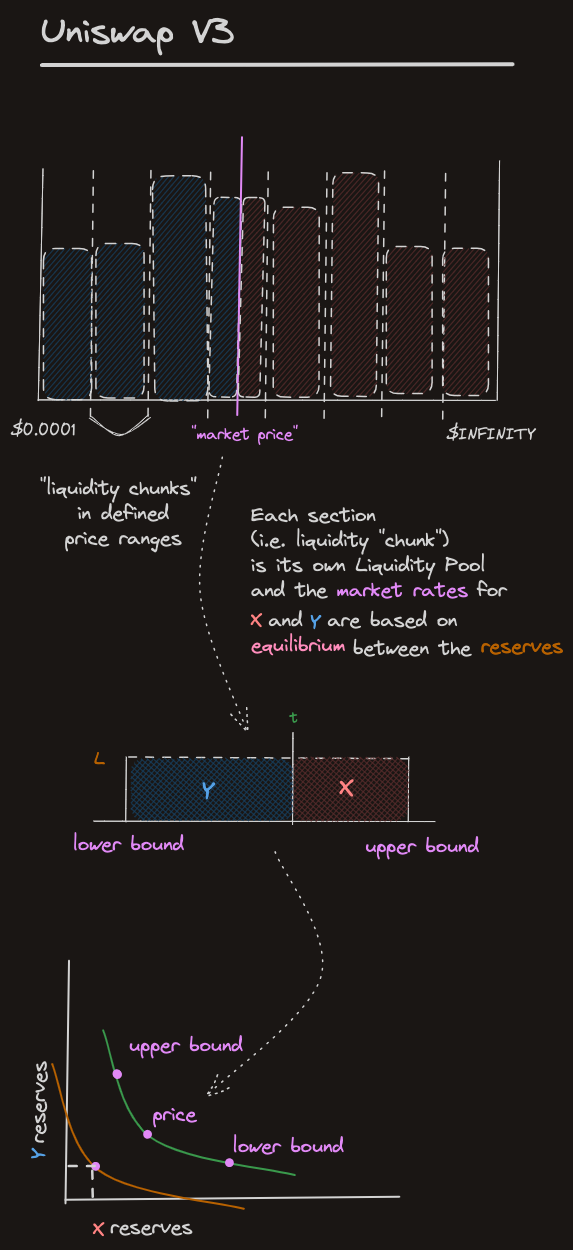 Uniswap V3
$0.0001
"market price"
$INFINITY
"liquidity chunks"
in defined
price ranges
Each section
(i.e. liquidity "chunk")
is its own Liquidity Pool
and the market rates for
X and Y are based on
equilibrium between the reserves
t
L
Y
X
lower bound
upper bound
upper bound
price
lower bound
Y reserves
X reserves